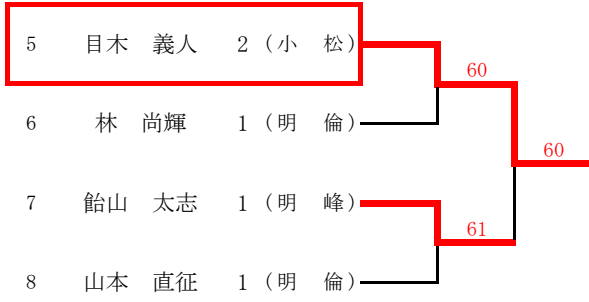 5 目木 義人 2 (小 松)
60
6 林 尚輝 1 (明 倫)
60
7 飴山 太志 1 (明 峰)
61
8 山本 直征 1 (明 倫)